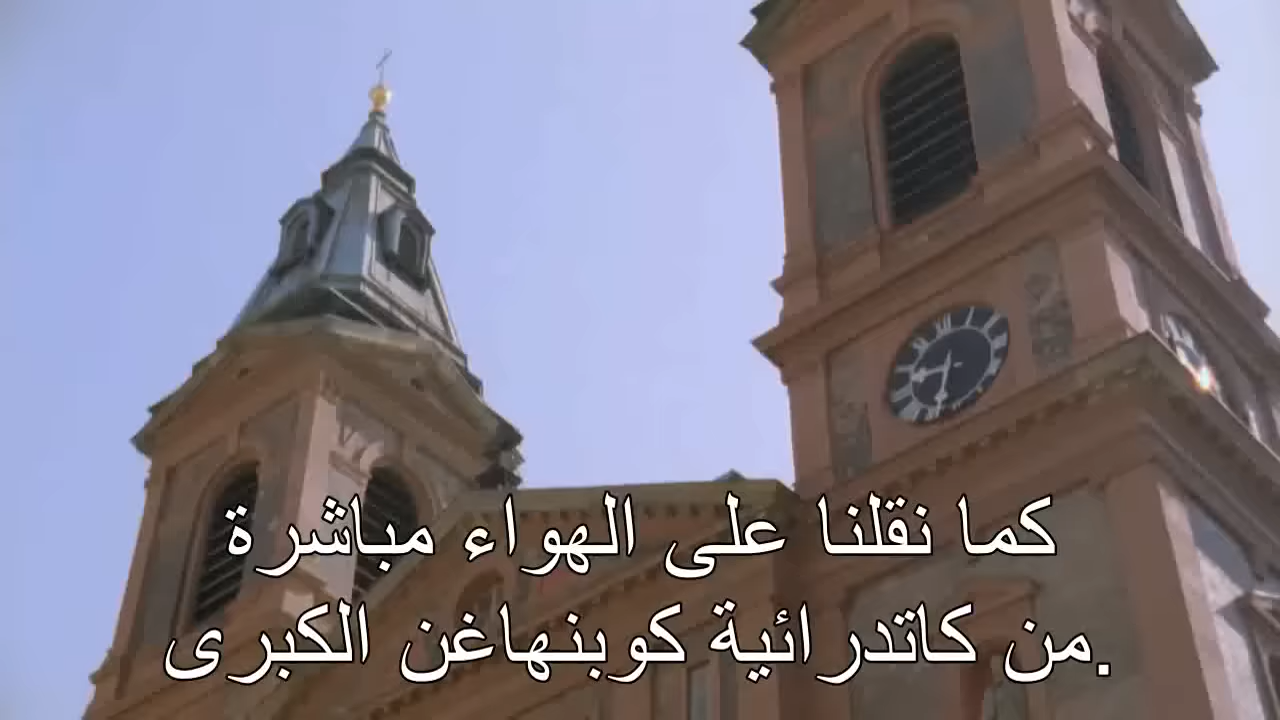 كما نقلنا على الهواء مباشرة
من كاتدرائية كوبنهاغن الكبرى.